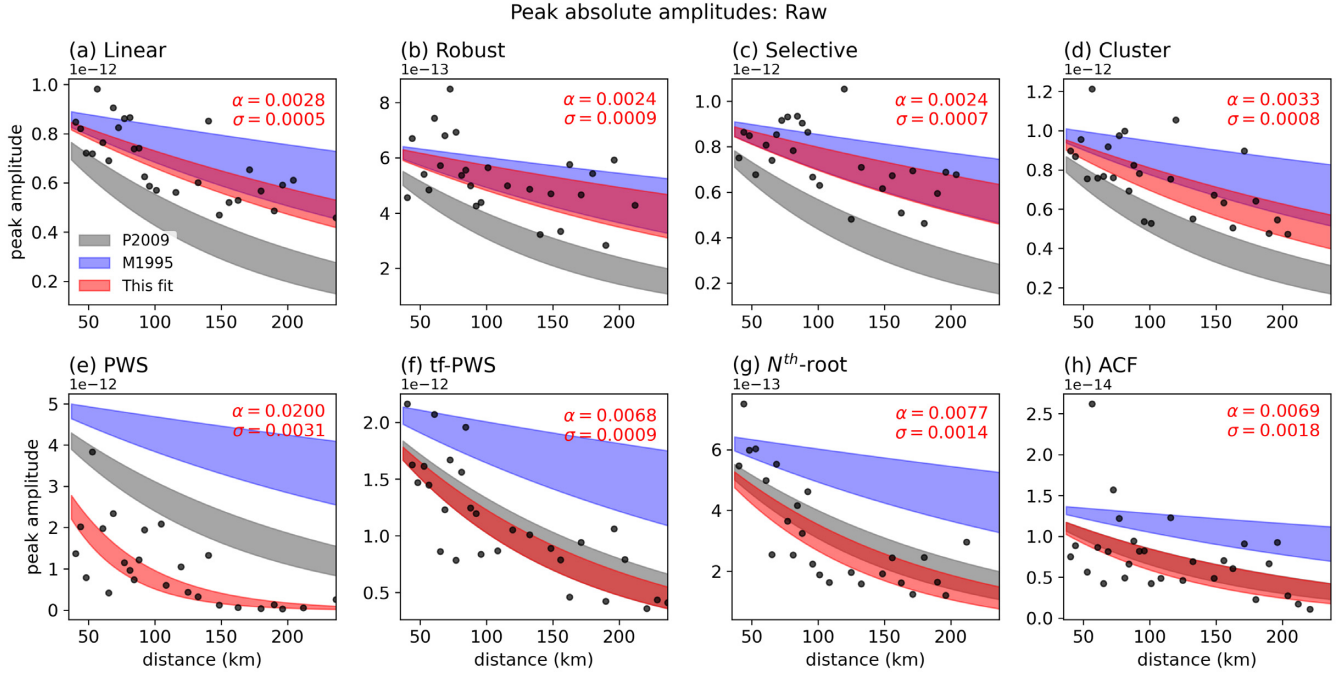 Peak absolute amplitudes: Raw
(a) Linear
1e−12
α = 0.0028
σ = 0.0005
1.0
0.8
0.6
0.4
0.2
peak amplitude
P2009
M1995
This fit
50 100 150 200
(b) Robust
1e−13
α = 0.0024
σ = 0.0009
8
6
4
2
50 100 150 200
(c) Selective
1e−12
α = 0.0024
σ = 0.0007
1.0
0.8
0.6
0.4
0.2
50 100 150 200
(d) Cluster
1e−12
α = 0.0033
σ = 0.0008
1.2
1.0
0.8
0.6
0.4
0.2
50 100 150 200
(e) PWS
1e−12
α = 0.0200
σ = 0.0031
5
4
3
2
1
0
peak amplitude
50 100 150 200
distance (km)
(f) tf-PWS
1e−12
α = 0.0068
σ = 0.0009
2.0
1.5
1.0
0.5
50 100 150 200
distance (km)
(g) Nth-root
1e−13
α = 0.0077
σ = 0.0014
6
4
2
50 100 150 200
distance (km)
(h) ACF
1e−14
α = 0.0069
σ = 0.0018
2.5
2.0
1.5
1.0
0.5
0.0
50 100 150 200
distance (km)